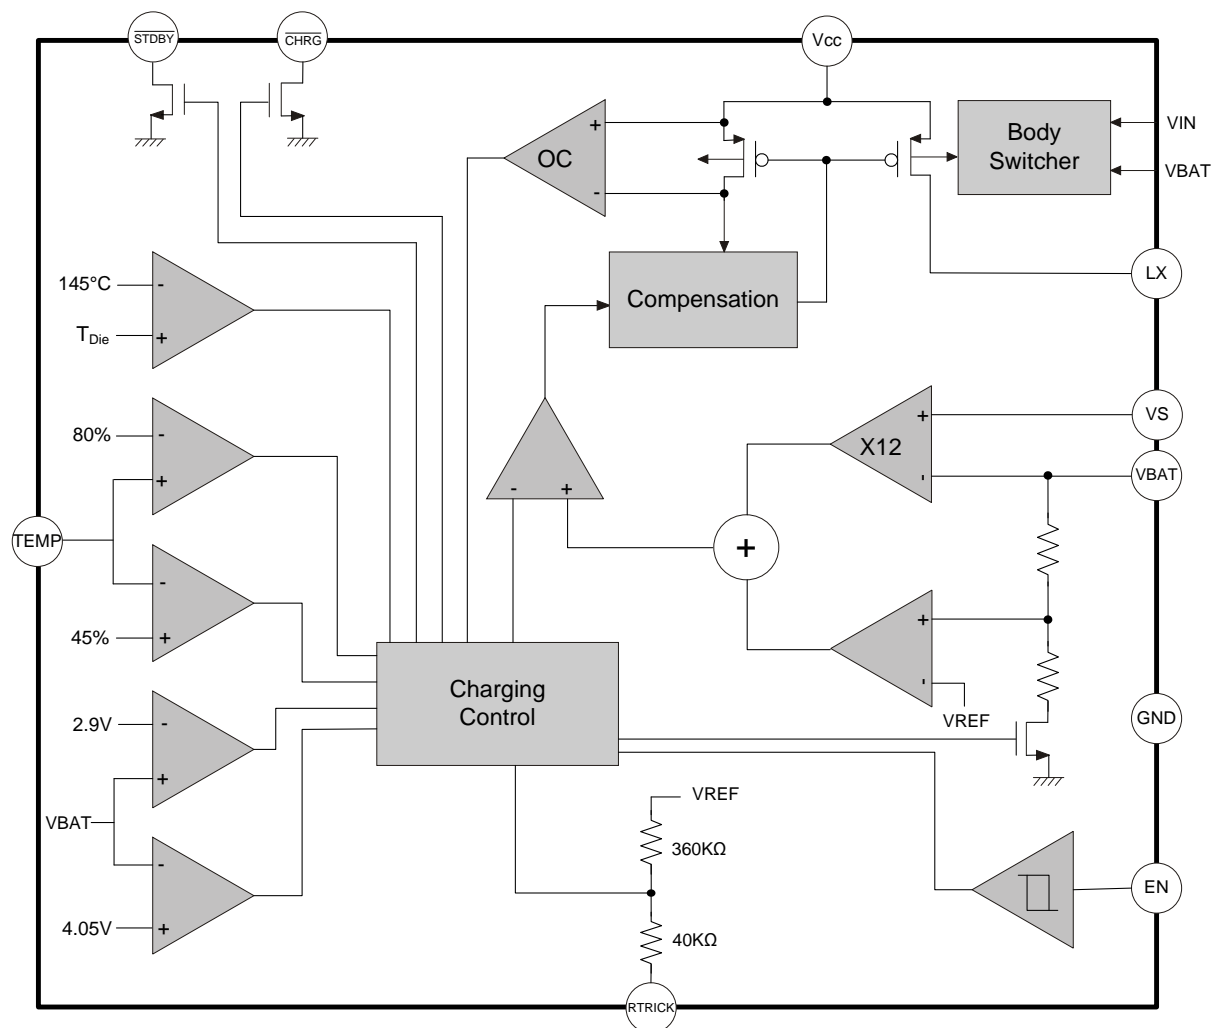 STDBY
CHRG
Vcc
OC
+
-
Body
Switcher
VIN
VBAT
LX
145°C
-
TDie
+
Compensation
80%
-
+
TEMP
-
45%
+
-
+
X12
+
-
VS
VBAT
+
+
-
VREF
GND
Charging
Control
2.9V
-
+
VBAT
-
4.05V
+
VREF
360KΩ
40KΩ
RTRICK
EN